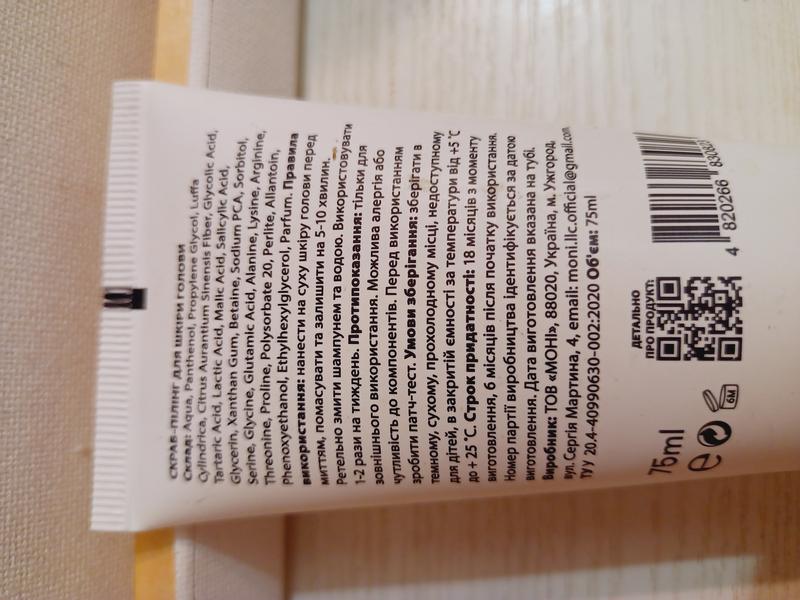 СКРАБ-ПІЛІНГ ДЛЯ ШКІРИ ГОЛОВИ
Склад: Aqua, Panthenol, Propylene Glycol, Luffa
Cylindrica, Citrus Aurantium Sinensis Fiber, Glycolic Acid,
Tartaric Acid, Lactic Acid, Malic Acid, Salicylic Acid,
Glycerin, Xanthan Gum, Betaine, Sodium PCA, Sorbitol,
Serine, Glycine, Glutamic Acid, Alanine, Lysine, Arginine,
Threonine, Proline, Polysorbate 20, Perlite, Allantoin,
Phenoxyethanol, Ethylhexylglycerol, Parfum. Правила
використання: нанести на суху шкіру голови перед
миттям, помасувати та залишити на 5-10 хвилин.
Ретельно змити шампунем та водою. Використовувати
1-2 рази на тиждень. Протипоказання: тільки для
зовнішнього використання. Можлива алергія або
чутливість до компонентів. Перед використанням
зробити патч-тест. Умови зберігання: зберігати в
темному, сухому, прохолодному місці, недоступному
для дітей, в закритій ємності за температури від +5 °C
до + 25 °C. Строк придатності: 18 місяців з моменту
виготовлення, 6 місяців після початку використання.
Номер партії виробництва ідентифікується за датою
виготовлення. Дата виготовлення вказана на тубі.
Виробник: ТОВ «МОНІ», 88020, Україна, м. Ужгород,
вул. Сергія Мартина, 4, email: moni.llc.official@gmail.com
ТУ У 20.4-40990630-002:2020 Об'єм: 75ml
ДЕТАЛЬНО
ПРО ПРОДУКТ:
75ml
e
6M
4 820266